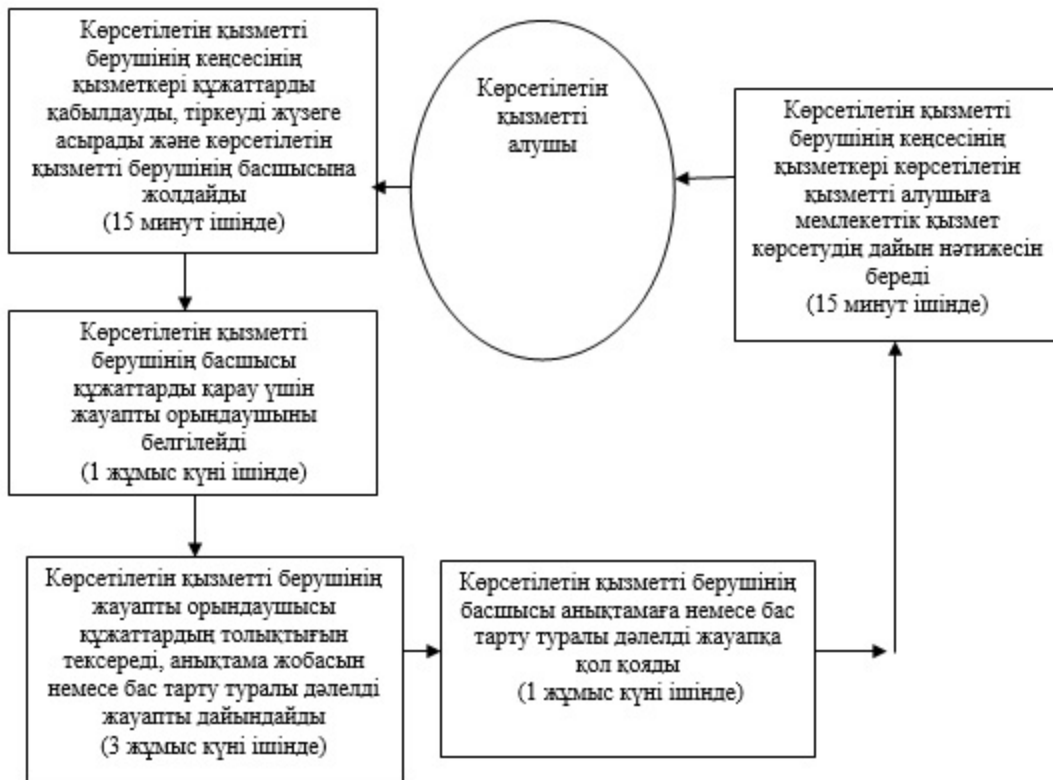 Көрсетілетін қызметті
берушінің кеңсесінің
қызметкері құжаттарды
қабылдауды, тіркеуді жүзеге
асырады және көрсетілетін
қызметті берушінің басшысына
жолдайды
(15 минут ішінде)
Көрсетілетін
қызметті
алушы
Көрсетілетін қызметті
берушінің кеңсесінің
қызметкері көрсетілетін
қызметті алушыға
мемлекеттік қызмет
көрсетудің дайын нәтижесін
береді
(15 минут ішінде)
Көрсетілетін қызметті
берушінің басшысы
құжаттарды қарау үшін
жауапты орындаушыны
белгілейді
(1 жұмыс күні ішінде)
Көрсетілетін қызметті берушінің
жауапты орындаушысы
құжаттардың толықтығын
тексереді, анықтама жобасын
немесе бас тарту туралы дәлелді
жауапты дайындайды
(3 жұмыс күні ішінде)
Көрсетілетін қызметті берушінің
басшысы анықтамаға немесе бас
тарту туралы дәлелді жауапқа
қол қояды
(1 жұмыс күні ішінде)